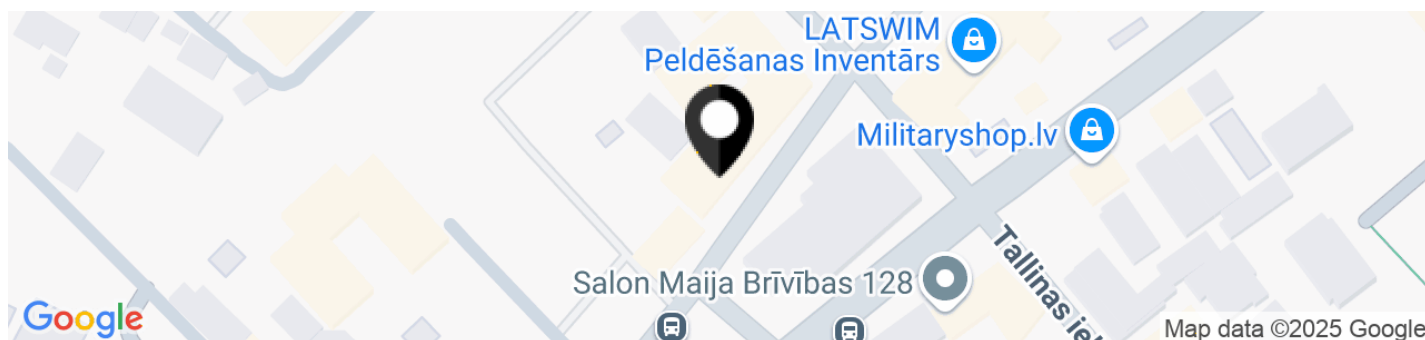 LATSWIM
Peldēšanas Inventārs
Militaryshop.lv
Tallinas iel
Salon Maija Brīvības 128
Google
Map data ©2025 Google